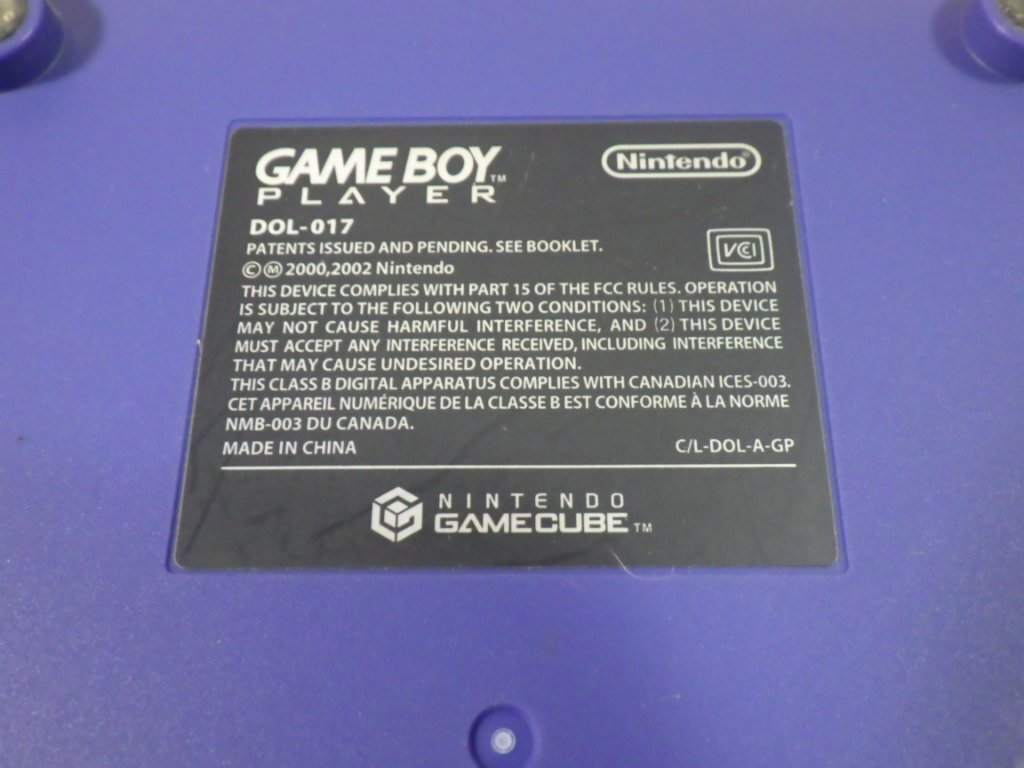 GAME BOY™
PLAYER
Nintendo®
DOL-017
PATENTS ISSUED AND PENDING. SEE BOOKLET.
VCCI
©Ⓜ 2000,2002 Nintendo
THIS DEVICE COMPLIES WITH PART 15 OF THE FCC RULES. OPERATION
IS SUBJECT TO THE FOLLOWING TWO CONDITIONS: (1) THIS DEVICE
MAY NOT CAUSE HARMFUL INTERFERENCE, AND (2) THIS DEVICE
MUST ACCEPT ANY INTERFERENCE RECEIVED, INCLUDING INTERFERENCE
THAT MAY CAUSE UNDESIRED OPERATION.
THIS CLASS B DIGITAL APPARATUS COMPLIES WITH CANADIAN ICES-003.
CET APPAREIL NUMÉRIQUE DE LA CLASSE B EST CONFORME À LA NORME
NMB-003 DU CANADA.
MADE IN CHINA
C/L-DOL-A-GP
NINTENDO
GAMECUBE™